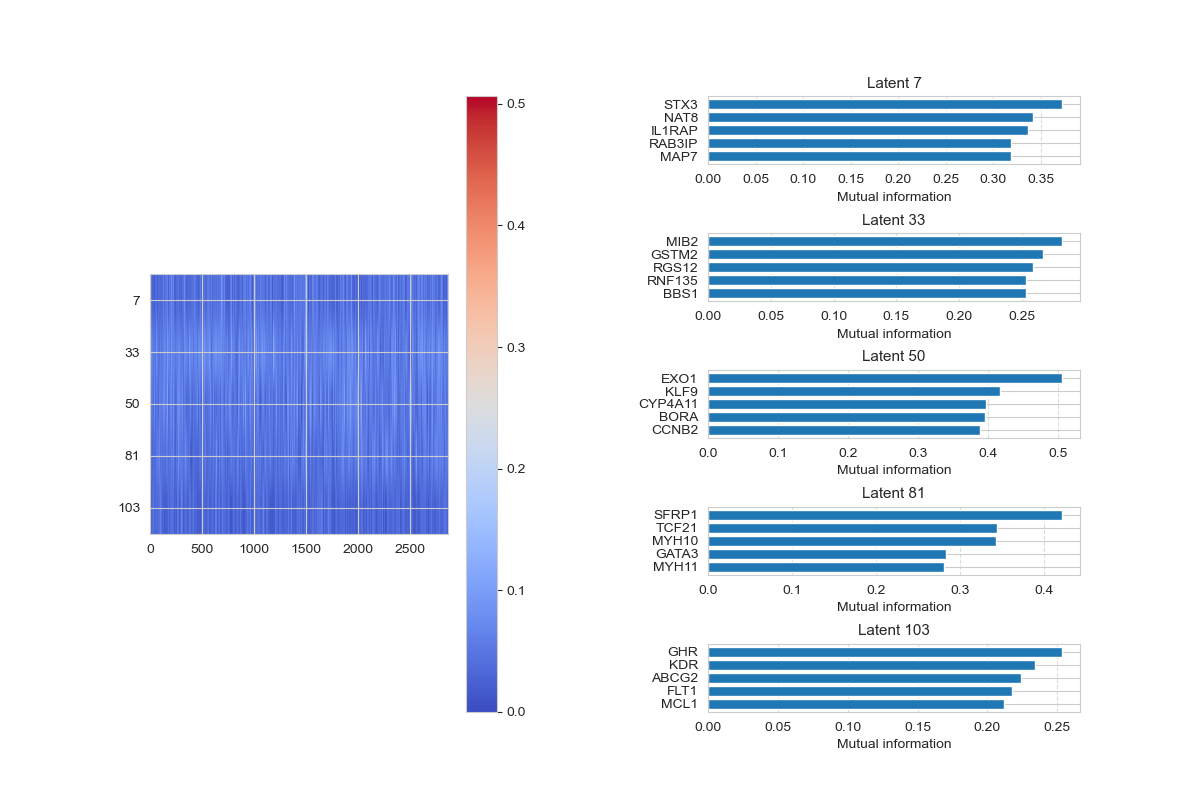 7
33
50
81
103
0 500 1000 1500 2000 2500
0.5
0.4
0.3
0.2
0.1
0.0
Latent 7
STX3
NAT8
IL1RAP
RAB3IP
MAP7
0.00 0.05 0.10 0.15 0.20 0.25 0.30 0.35
Mutual information
Latent 33
MIB2
GSTM2
RGS12
RNF135
BBS1
0.00 0.05 0.10 0.15 0.20 0.25
Mutual information
Latent 50
EXO1
KLF9
CYP4A11
BORA
CCNB2
0.0 0.1 0.2 0.3 0.4 0.5
Mutual information
Latent 81
SFRP1
TCF21
MYH10
GATA3
MYH11
0.0 0.1 0.2 0.3 0.4
Mutual information
Latent 103
GHR
KDR
ABCG2
FLT1
MCL1
0.00 0.05 0.10 0.15 0.20 0.25
Mutual information